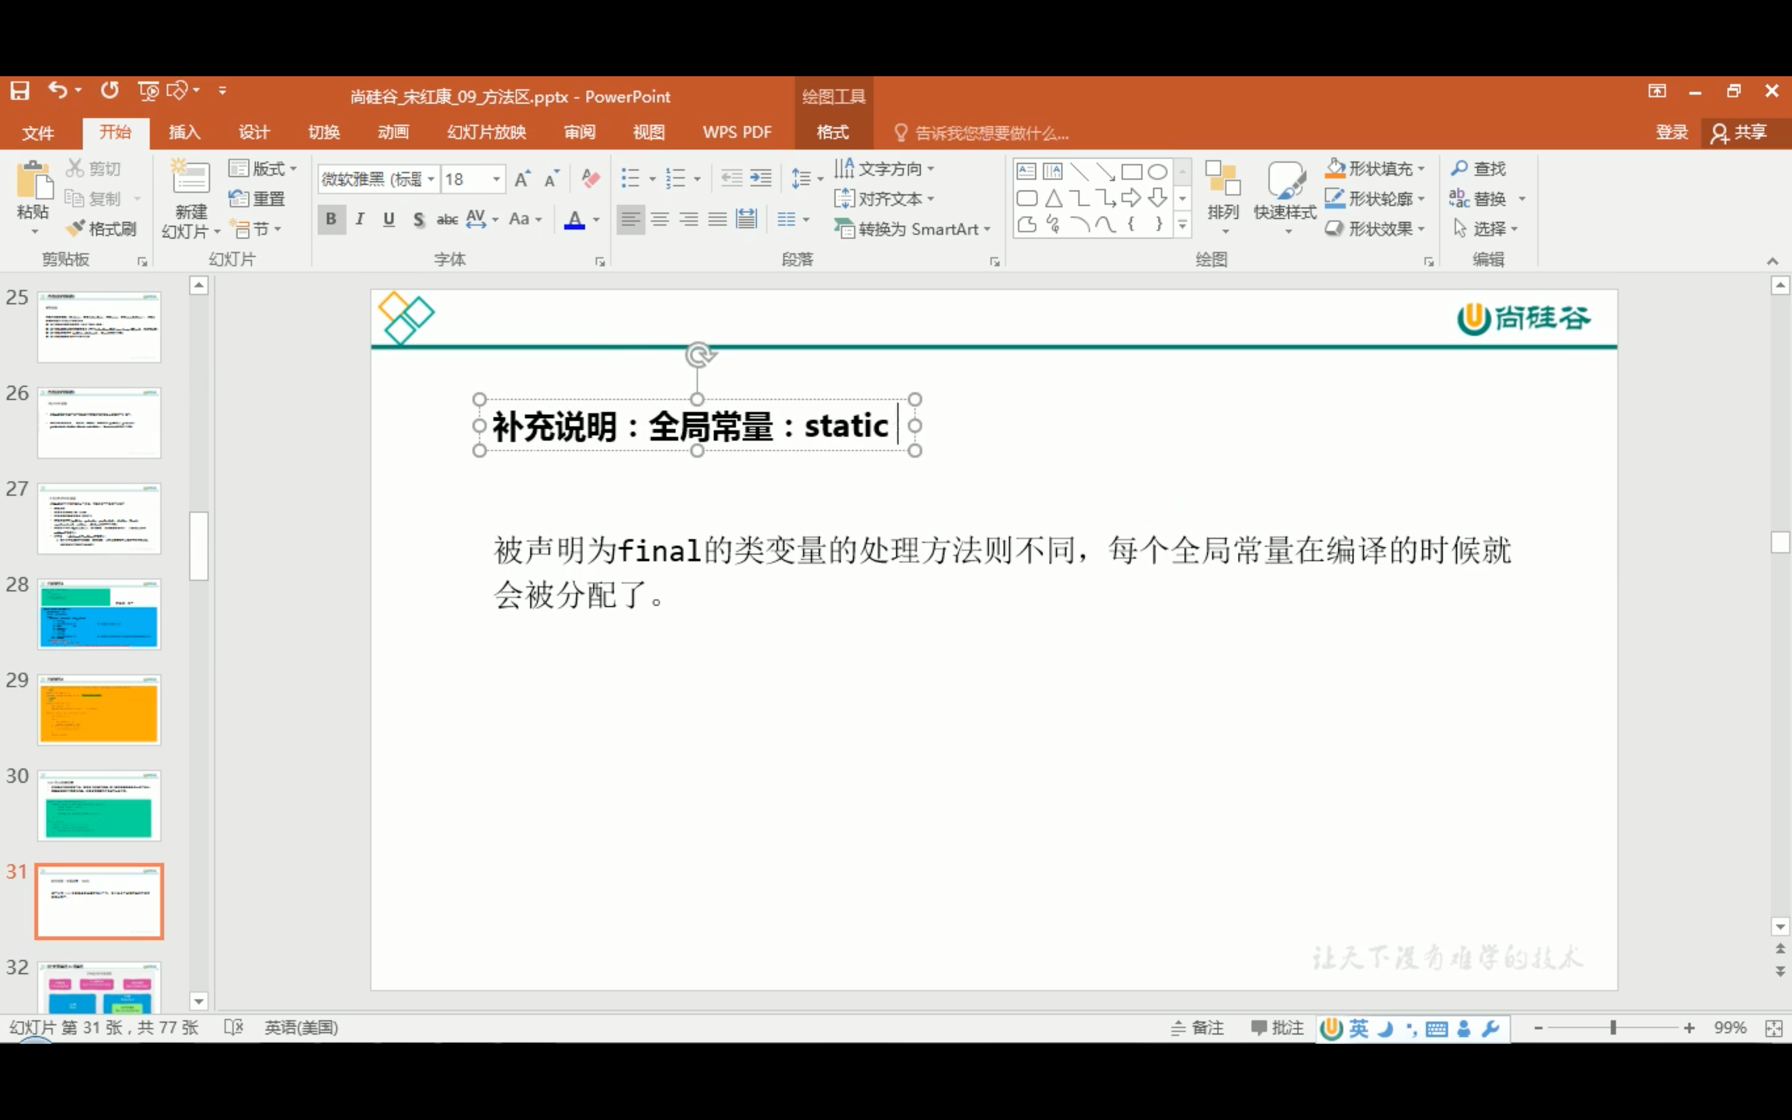 尚硅谷_宋红康_09_方法区.pptx - PowerPoint
绘图工具
文件 开始 插入 设计 切换 动画 幻灯片放映 审阅 视图 WPS PDF 格式 告诉我您想要做什么... 登录 共享
粘贴
剪切
复制
格式刷
剪贴板
新建
幻灯片
版式
重置
节
幻灯片
微软雅黑 (标题 18
B I U S abc AV Aa A
字体
文字方向
对齐文本
转换为 SmartArt
段落
排列
快速样式
形状填充
形状轮廓
形状效果
绘图
查找
替换
选择
编辑
25
26
27
28
29
30
31
32
尚硅谷
补充说明：全局常量：static
被声明为final的类变量的处理方法则不同，每个全局常量在编译的时候就
会被分配了。
让天下没有难学的技术
幻灯片 第 31 张，共 77 张 英语(美国) 备注 批注 英 99%